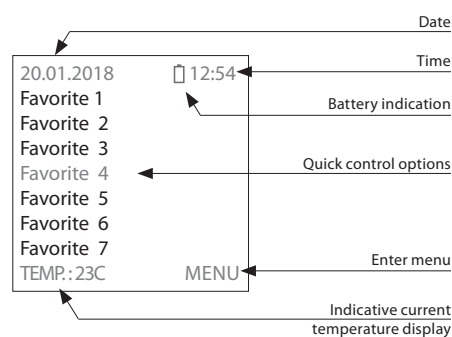 Date
20.01.2018 12:54
Time
Favorite 1
Battery indication
Favorite 2
Favorite 3
Quick control options
Favorite 4
Favorite 5
Favorite 6
Favorite 7
Enter menu
TEMP.: 23C MENU
Indicative current
temperature display